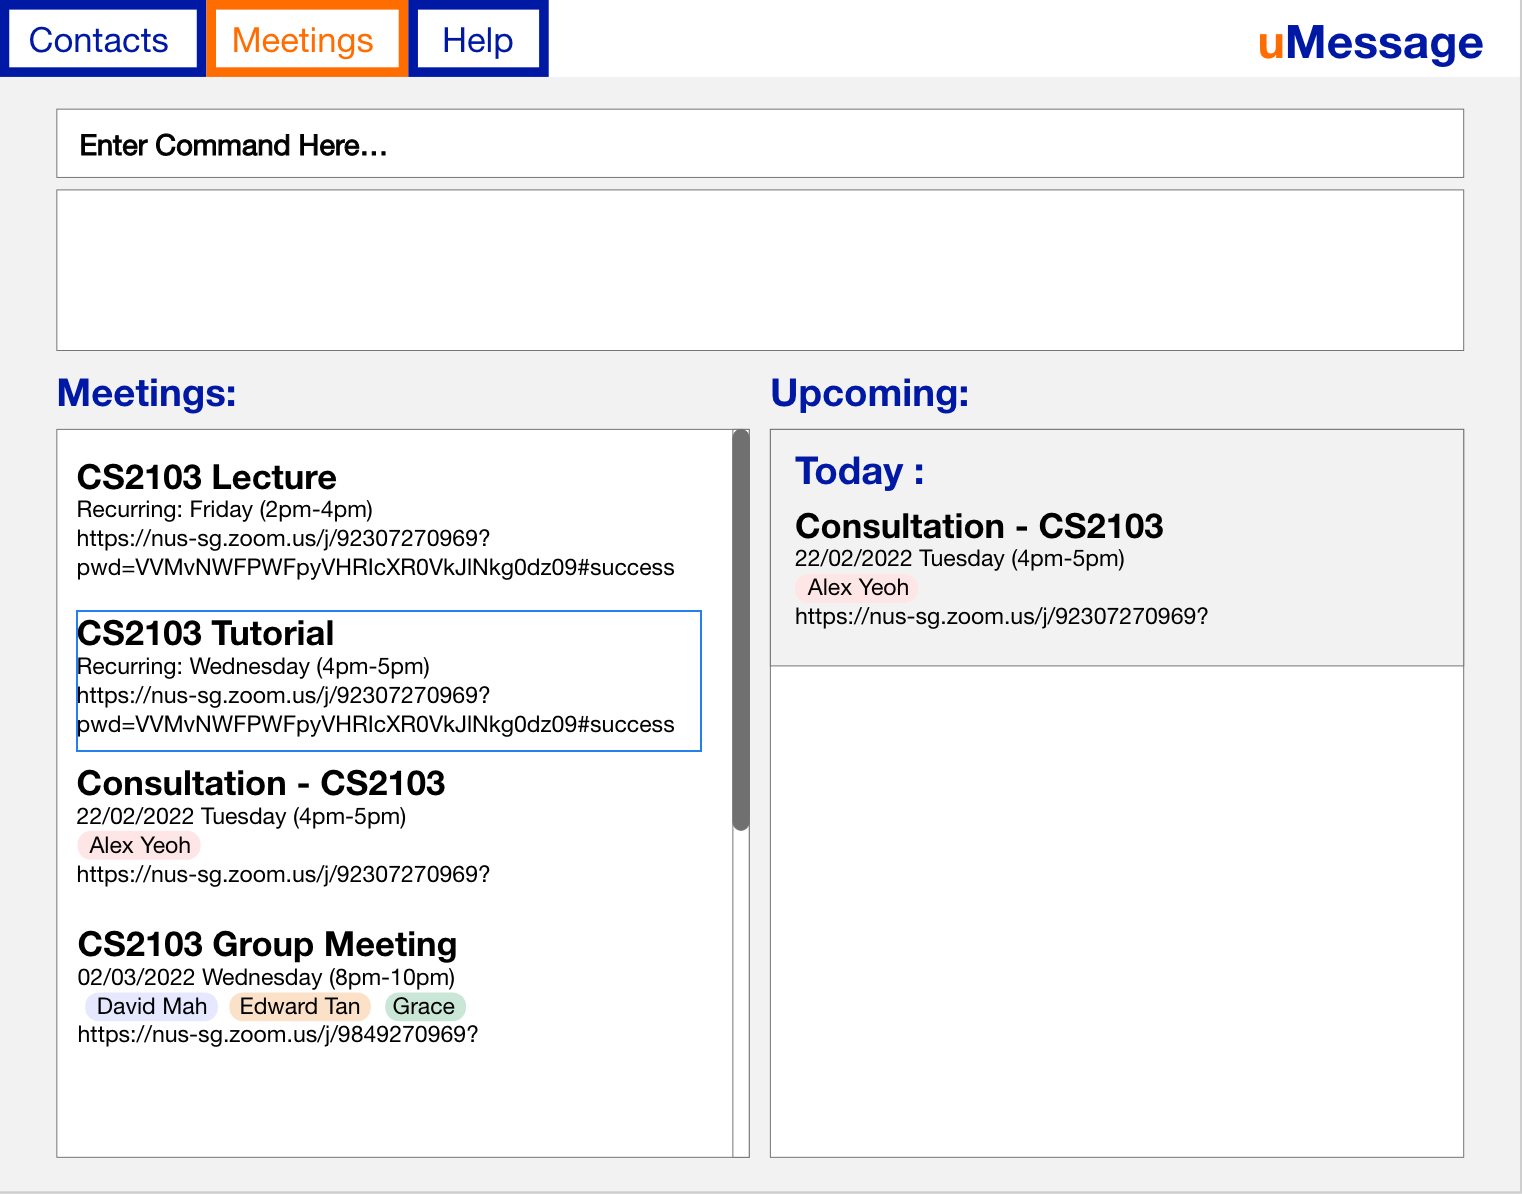 Contacts
Meetings
Help
uMessage
Enter Command Here...
Meetings:
CS2103 Lecture
Recurring: Friday (2pm-4pm)
https://nus-sg.zoom.us/j/92307270969?
pwd=VVMvNWFPWFpyVHRIcXR0VkJlNkg0dz09#success
CS2103 Tutorial
Recurring: Wednesday (4pm-5pm)
https://nus-sg.zoom.us/j/92307270969?
pwd=VVMvNWFPWFpyVHRIcXR0VkJlNkg0dz09#success
Consultation - CS2103
22/02/2022 Tuesday (4pm-5pm)
Alex Yeoh
https://nus-sg.zoom.us/j/92307270969?
CS2103 Group Meeting
02/03/2022 Wednesday (8pm-10pm)
David Mah Edward Tan Grace
https://nus-sg.zoom.us/j/9849270969?
Upcoming:
Today :
Consultation - CS2103
22/02/2022 Tuesday (4pm-5pm)
Alex Yeoh
https://nus-sg.zoom.us/j/92307270969?